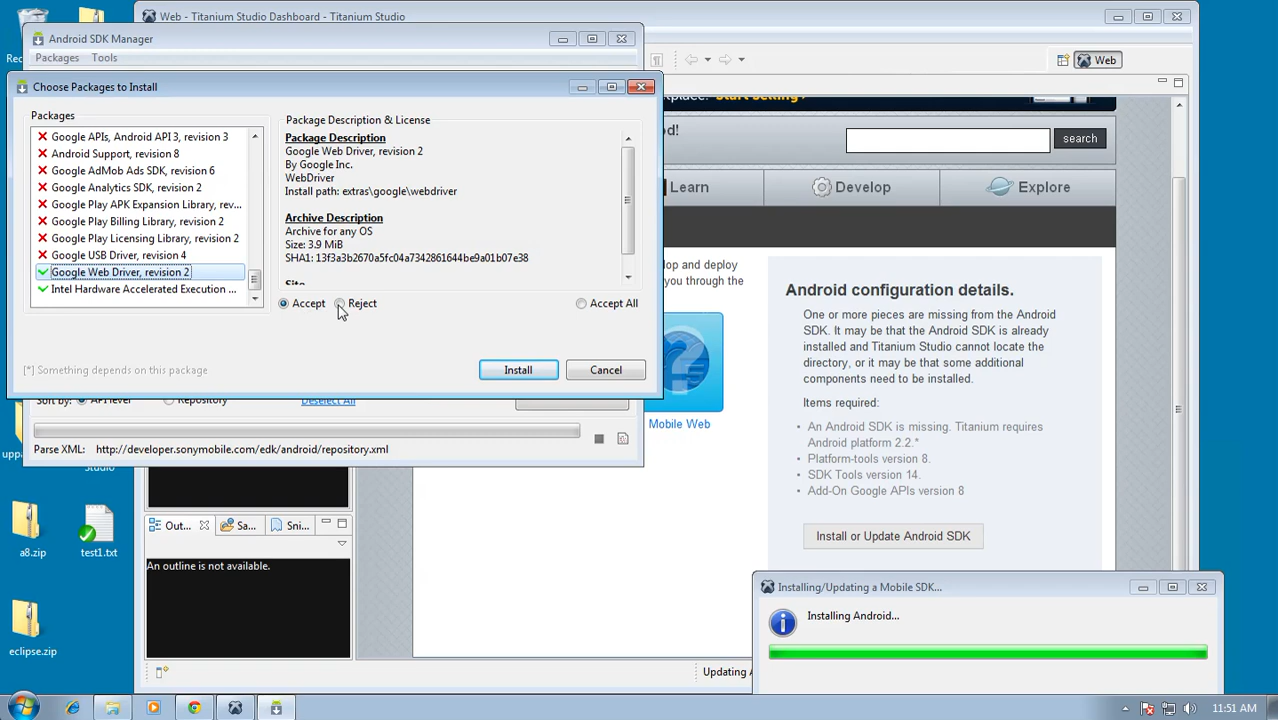 Web - Titanium Studio Dashboard - Titanium Studio
Android SDK Manager
Packages Tools
Web
Choose Packages to Install
Packages
Google APIs, Android API 3, revision 3
Android Support, revision 8
Google AdMob Ads SDK, revision 6
Google Analytics SDK, revision 2
Google Play APK Expansion Library, rev...
Google Play Billing Library, revision 2
Google Play Licensing Library, revision 2
Google USB Driver, revision 4
Google Web Driver, revision 2
Intel Hardware Accelerated Execution ...
Package Description & License
Package Description
Google Web Driver, revision 2
By Google Inc.
WebDriver
Install path: extras\google\webdriver
Archive Description
Archive for any OS
Size: 3.9 MiB
SHA1: 13f3a3b2670a5fc04a7342861644be9a01b07e38
Site
Accept Reject Accept All
[*] Something depends on this package
Install Cancel
Sort by: API level Repository Deselect All
Parse XML: http://developer.sonymobile.com/edk/android/repository.xml
search
Learn Develop Explore
and deploy
you through the
Mobile Web
Android configuration details.
One or more pieces are missing from the Android
SDK. It may be that the Android SDK is already
installed and Titanium Studio cannot locate the
directory, or it may be that some additional
components need to be installed.
Items required:
• An Android SDK is missing. Titanium requires
Android platform 2.2.*
• Platform-tools version 8.
• SDK Tools version 14.
• Add-On Google APIs version 8
Install or Update Android SDK
Studio
a8.zip
test1.txt
eclipse.zip
Out... Sa... Sni...
An outline is not available.
Updating
Installing/Updating a Mobile SDK...
Installing Android...
11:51 AM